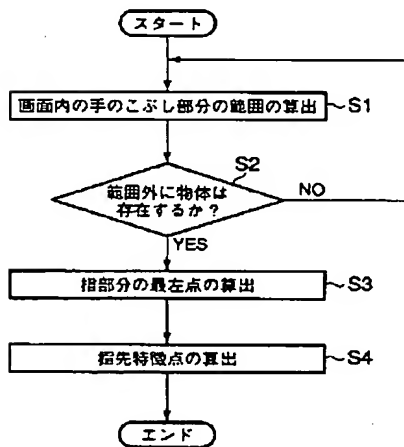 スタート
画面内の手のこぶし部分の範囲の算出
S1
S2
範囲外に物体は
存在するか?
NO
YES
指部分の最左点の算出
S3
指先特徴点の算出
S4
エンド